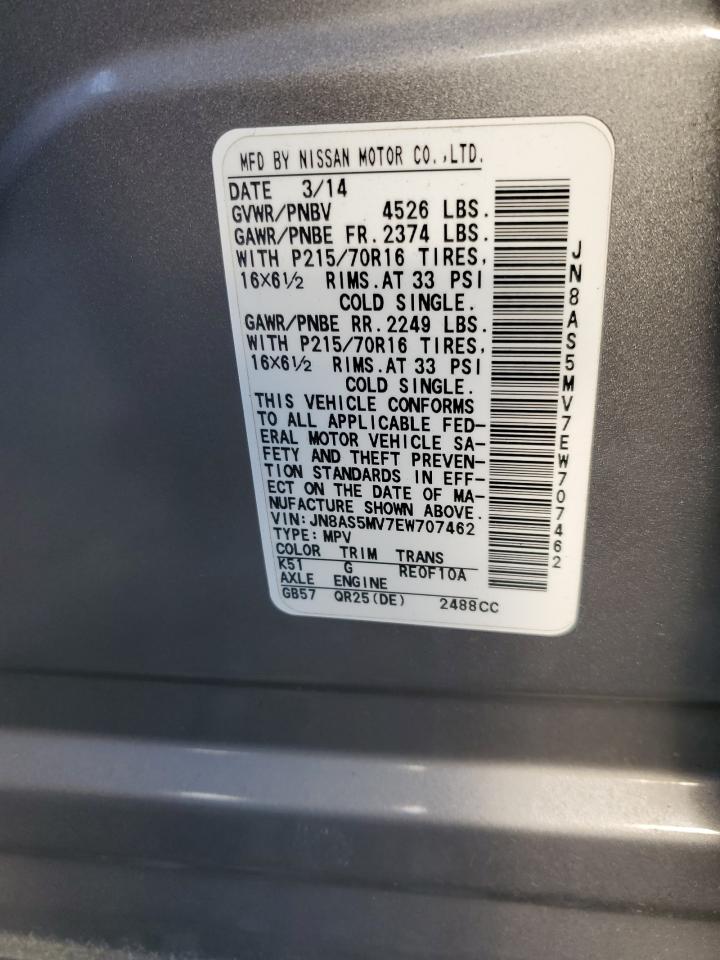 MFD BY NISSAN MOTOR CO.,LTD.
DATE 3/14
GVWR/PNBV 4526 LBS.
GAWR/PNBE FR.2374 LBS.
WITH P215/70R16 TIRES,
16X6½ RIMS.AT 33 PSI
COLD SINGLE.
GAWR/PNBE RR.2249 LBS.
WITH P215/70R16 TIRES,
16X6½ RIMS.AT 33 PSI
COLD SINGLE.
THIS VEHICLE CONFORMS
TO ALL APPLICABLE FED-
ERAL MOTOR VEHICLE SA-
FETY AND THEFT PREVEN-
TION STANDARDS IN EFF-
ECT ON THE DATE OF MA-
NUFACTURE SHOWN ABOVE.
VIN:JN8AS5MV7EW707462
TYPE:MPV
COLOR TRIM TRANS
K51 G RE0F10A
AXLE ENGINE
GB57 QR25(DE) 2488CC
JN8AS5MV7EW707462